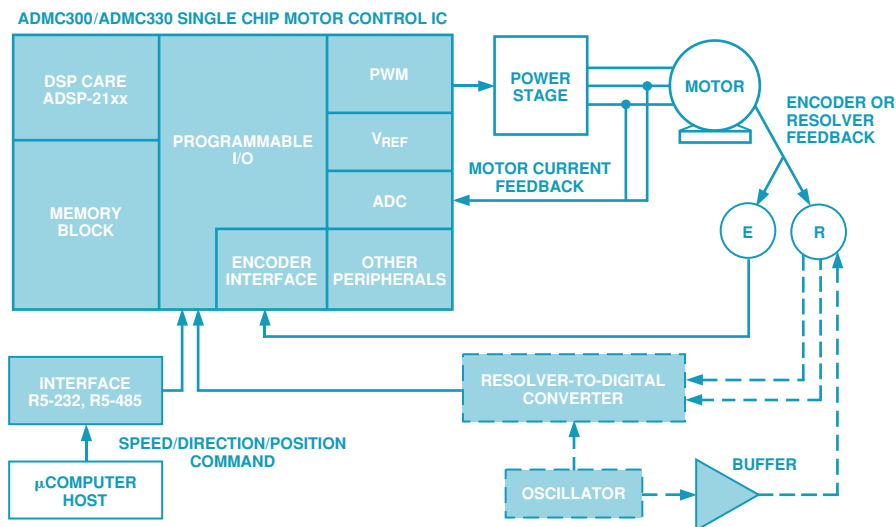 ADMC300/ADMC330 SINGLE CHIP MOTOR CONTROL IC
DSP CARE
ADSP-21xx
MEMORY
BLOCK
PROGRAMMABLE
I/O
PWM
VREF
ADC
ENCODER
INTERFACE
OTHER
PERIPHERALS
POWER
STAGE
MOTOR
ENCODER OR
RESOLVER
FEEDBACK
MOTOR CURRENT
FEEDBACK
E
R
INTERFACE
R5-232, R5-485
RESOLVER-TO-DIGITAL
CONVERTER
SPEED/DIRECTION/POSITION
COMMAND
μCOMPUTER
HOST
OSCILLATOR
BUFFER